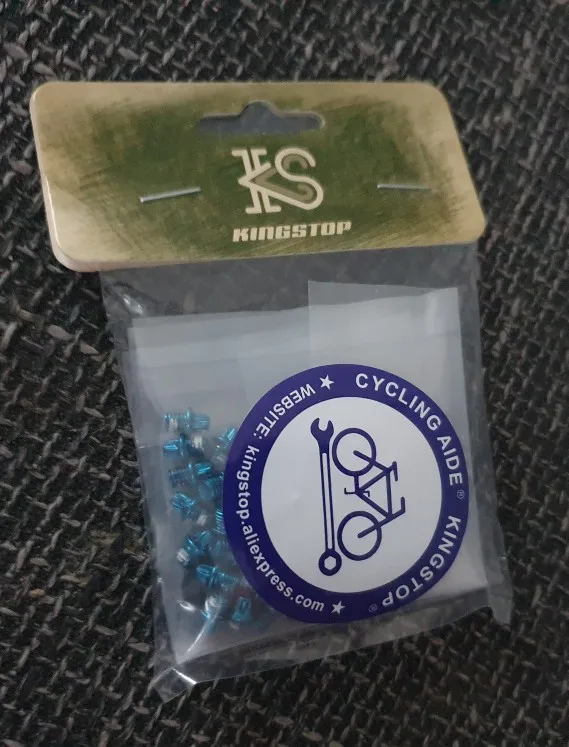 KS
KINGSTOP
CYCLING AIDE® KINGSTOP®
★ WEBSITE: kingstop.aliexpress.com ★